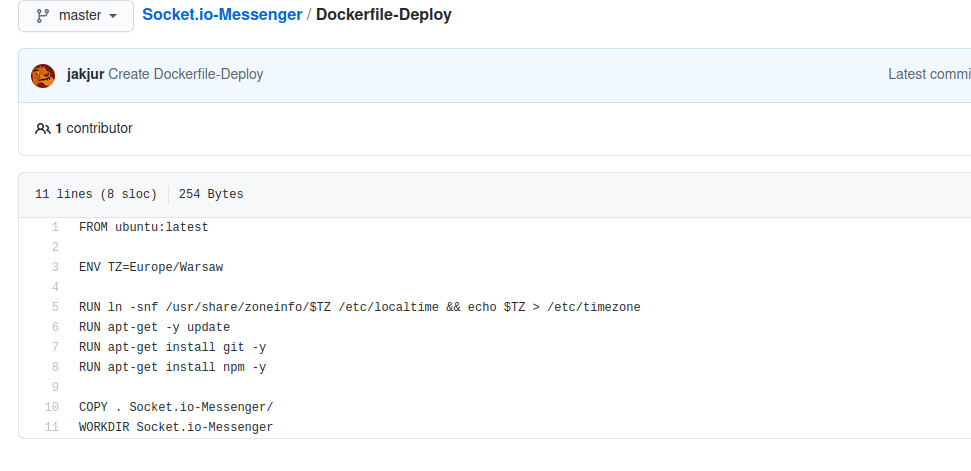 master Socket.io-Messenger / Dockerfile-Deploy
jakjur Create Dockerfile-Deploy Latest commi
1 contributor
11 lines (8 sloc) 254 Bytes
1 FROM ubuntu:latest
2
3 ENV TZ=Europe/Warsaw
4
5 RUN ln -snf /usr/share/zoneinfo/$TZ /etc/localtime && echo $TZ > /etc/timezone
6 RUN apt-get -y update
7 RUN apt-get install git -y
8 RUN apt-get install npm -y
9
10 COPY . Socket.io-Messenger/
11 WORKDIR Socket.io-Messenger